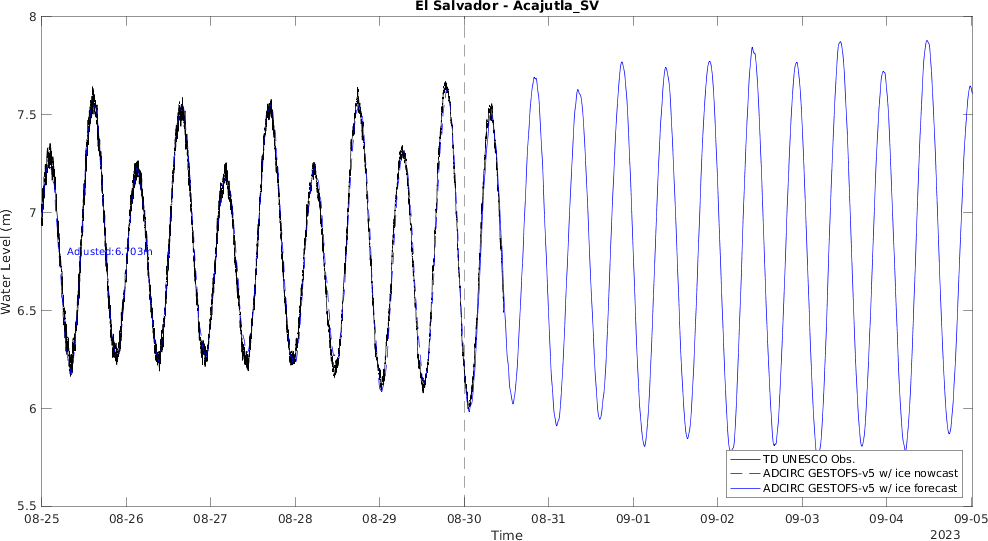 El Salvador - Acajutla_SV
8
7.5
7
6.5
6
5.5
Water Level (m)
Adjusted:6.703m
TD UNESCO Obs.
ADCIRC GESTOFS-v5 w/ ice nowcast
ADCIRC GESTOFS-v5 w/ ice forecast
08-25 08-26 08-27 08-28 08-29 08-30 08-31 09-01 09-02 09-03 09-04 09-05
Time
2023